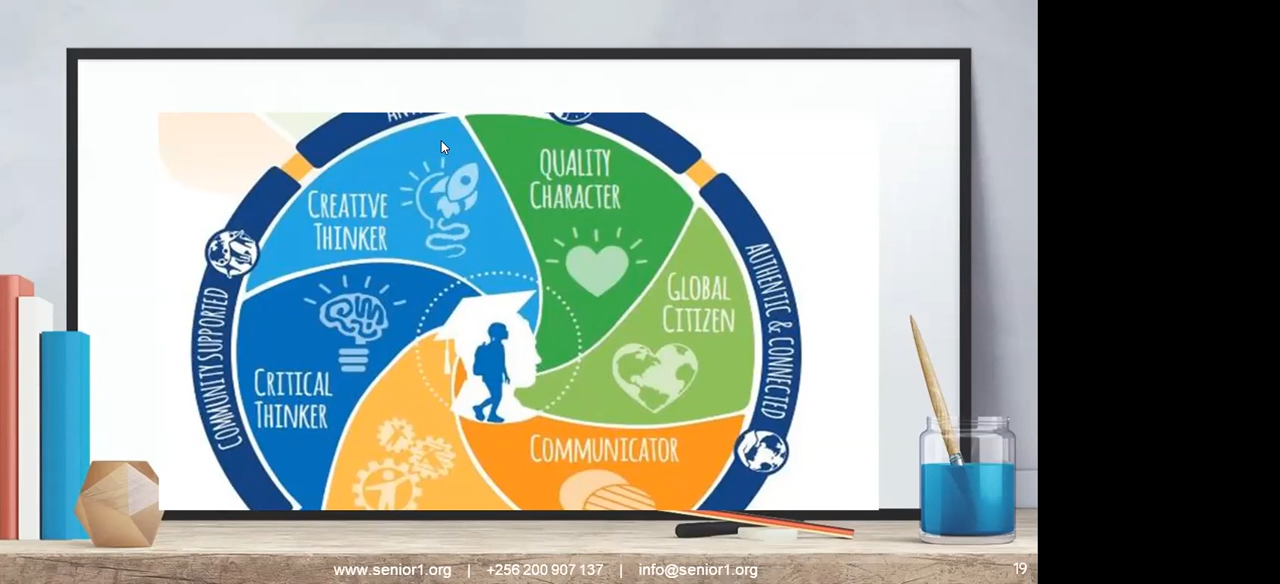 QUALITY
CHARACTER
CREATIVE
THINKER
GLOBAL
CITIZEN
AUTHENTIC & CONNECTED
COMMUNITY SUPPORTED
CRITICAL
THINKER
COMMUNICATOR
www.senior1.org | +256 200 907 137 | info@senior1.org
19